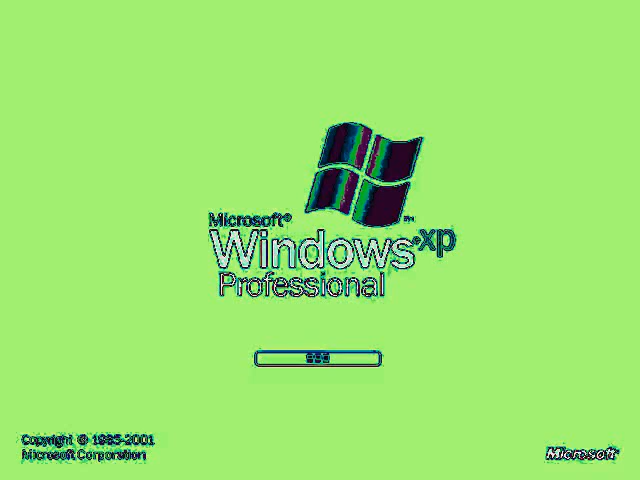 Microsoft®
Windows xp
Professional
Copyright © 1985-2001
Microsoft Corporation
Microsoft